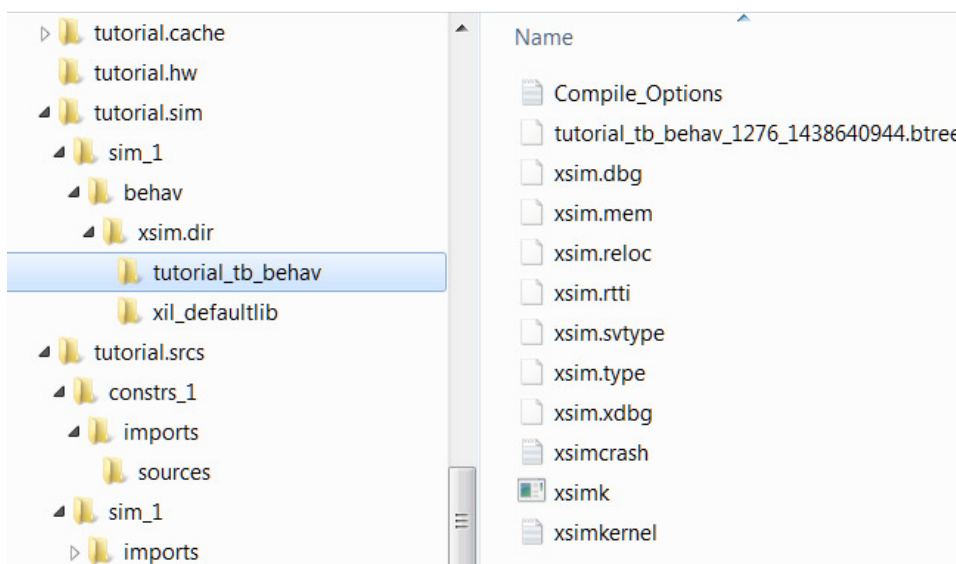 tutorial.cache
tutorial.hw
tutorial.sim
sim_1
behav
xsim.dir
tutorial_tb_behav
xil_defaultlib
tutorial.srcs
constrs_1
imports
sources
sim_1
imports
Name
Compile_Options
tutorial_tb_behav_1276_1438640944.btree
xsim.dbg
xsim.mem
xsim.reloc
xsim.rtti
xsim.svtype
xsim.type
xsim.xdbg
xsimcrash
xsimk
xsimkernel